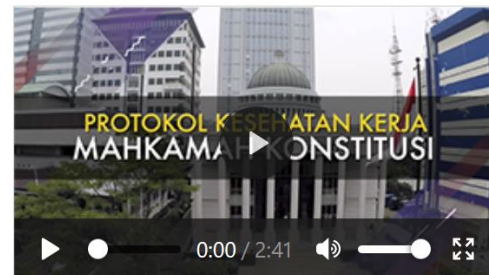 PROTOKOL KESEHATAN KERJA
MAHKAMAH KONSTITUSI
0:00 / 2:41